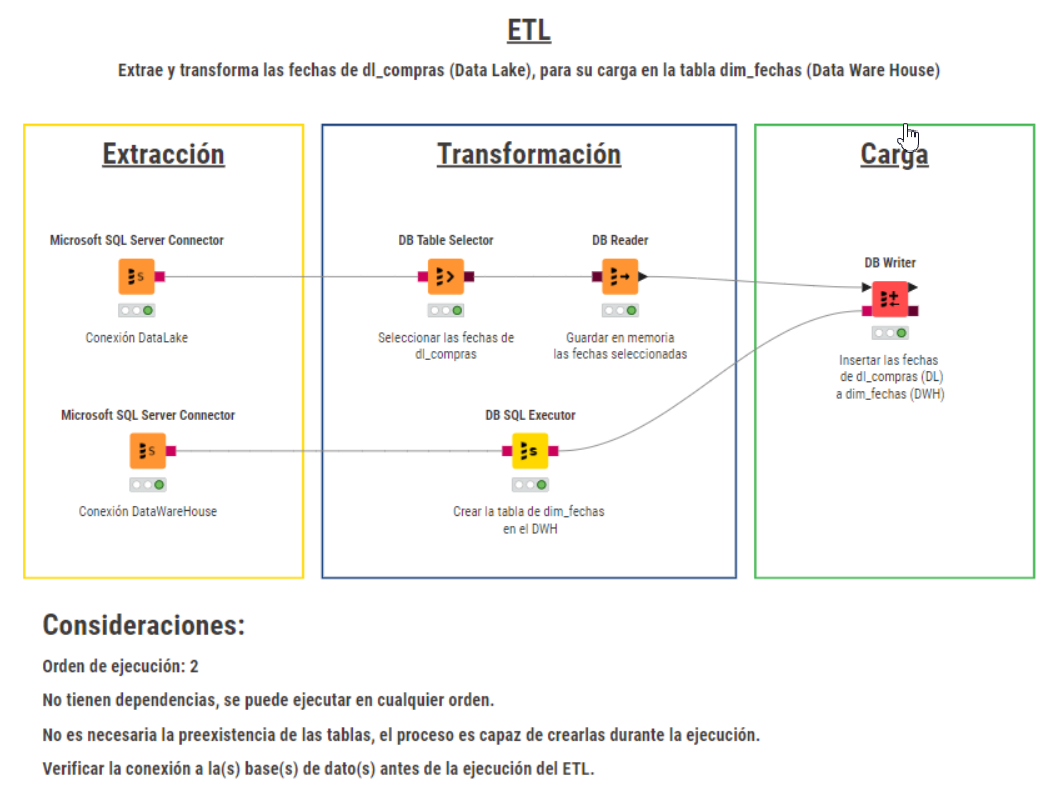 ETL
Extrae y transforma las fechas de dl_compras (Data Lake), para su carga en la tabla dim_fechas (Data Ware House)
Extracción
Microsoft SQL Server Connector
S
Conexión DataLake
Microsoft SQL Server Connector
S
Conexión DataWareHouse
Transformación
DB Table Selector
Seleccionar las fechas de
dl_compras
DB Reader
Guardar en memoria
las fechas seleccionadas
DB SQL Executor
S
Crear la tabla de dim_fechas
en el DWH
Carga
DB Writer
Insertar las fechas
de dl_compras (DL)
a dim_fechas (DWH)
Consideraciones:
Orden de ejecución: 2
No tienen dependencias, se puede ejecutar en cualquier orden.
No es necesaria la preexistencia de las tablas, el proceso es capaz de crearlas durante la ejecución.
Verificar la conexión a la(s) base(s) de dato(s) antes de la ejecución del ETL.